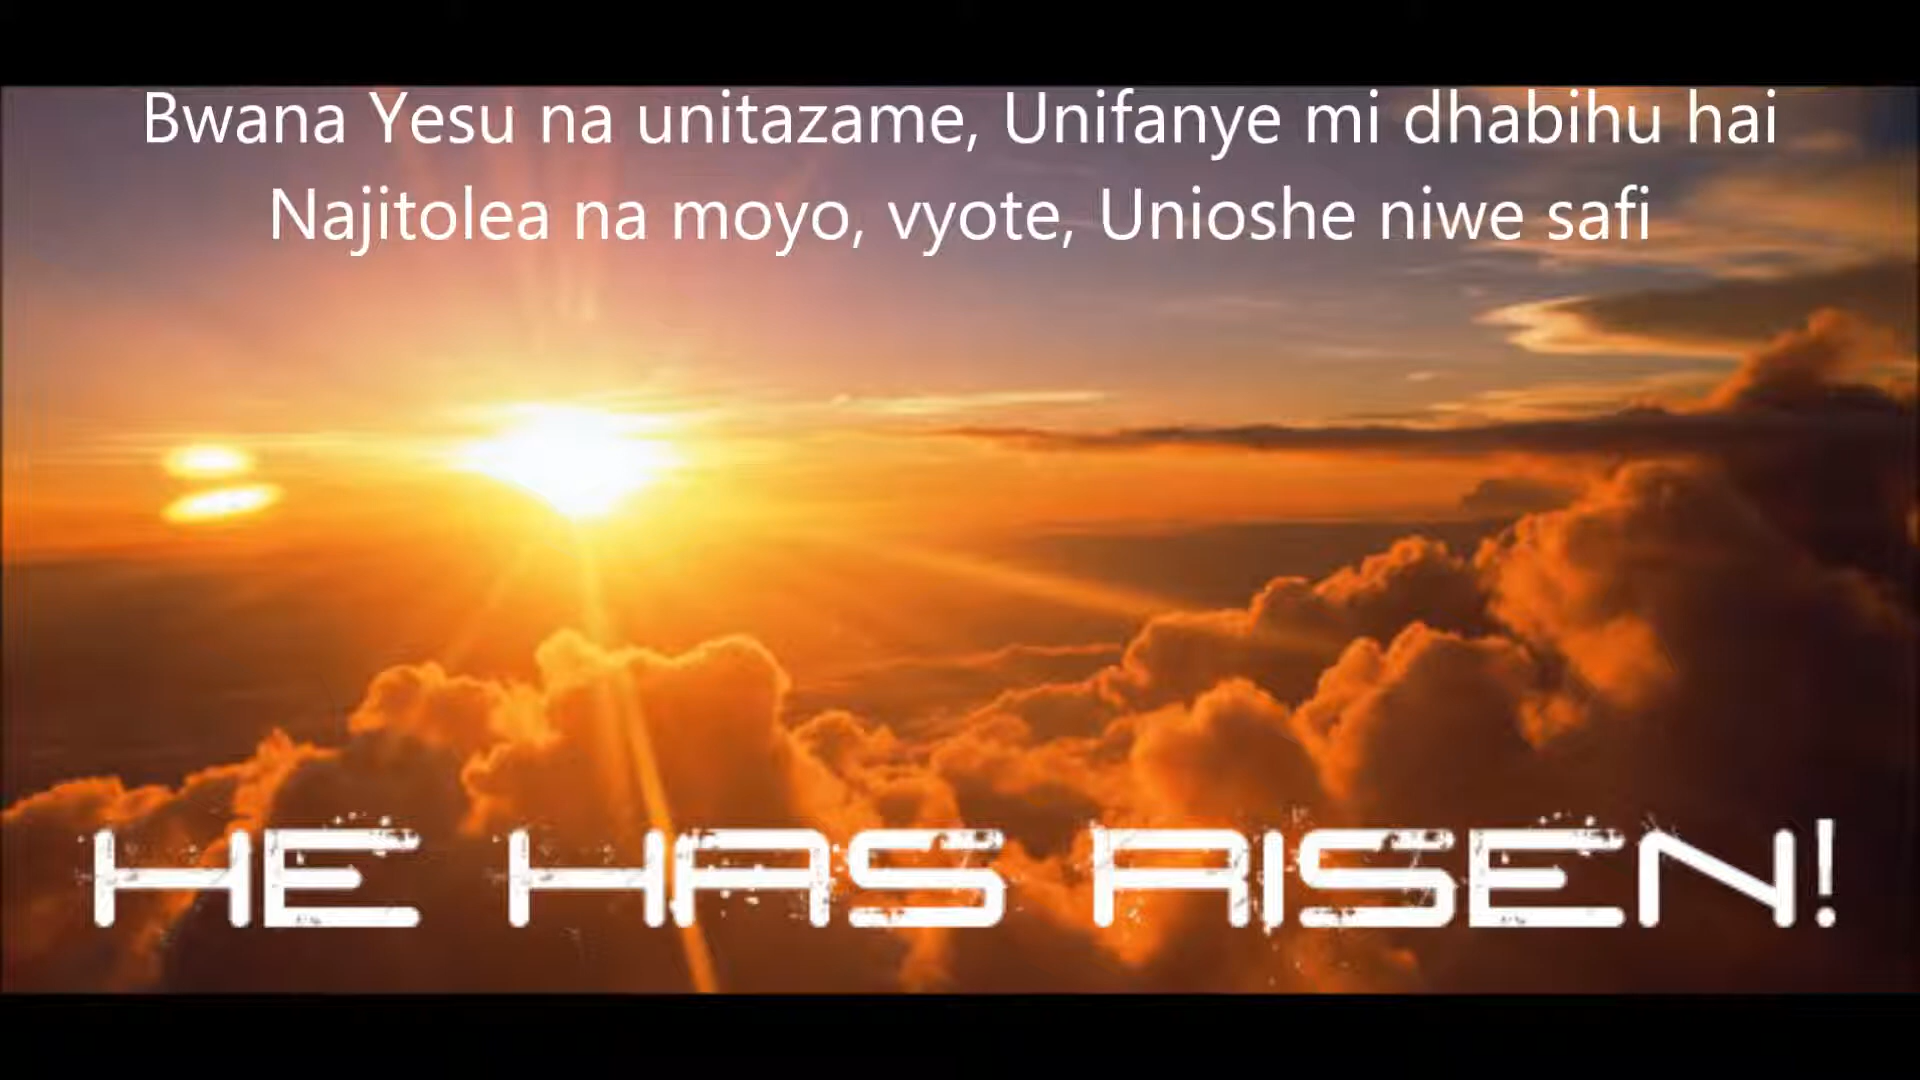 Bwana Yesu na unitazame, Unifanye mi dhabihu hai
Najitolea na moyo, vyote, Unioshe niwe safi
HE HAS RISEN!